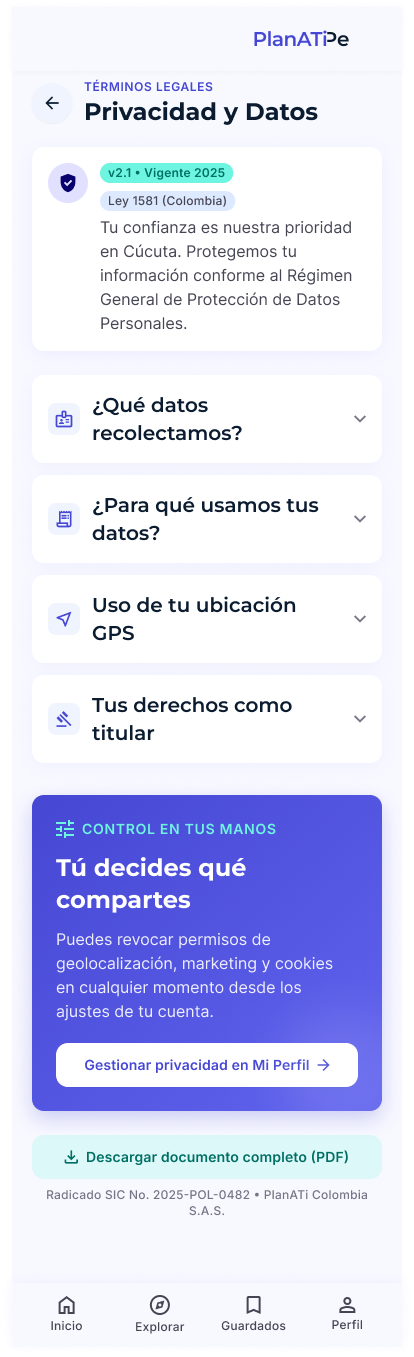 PlanATiPe
TÉRMINOS LEGALES
Privacidad y Datos
v2.1 • Vigente 2025
Ley 1581 (Colombia)
Tu confianza es nuestra prioridad
en Cúcuta. Protegemos tu
información conforme al Régimen
General de Protección de Datos
Personales.
¿Qué datos
recolectamos?
¿Para qué usamos tus
datos?
Uso de tu ubicación
GPS
Tus derechos como
titular
CONTROL EN TUS MANOS
Tú decides qué
compartes
Puedes revocar permisos de
geolocalización, marketing y cookies
en cualquier momento desde los
ajustes de tu cuenta.
Gestionar privacidad en Mi Perfil →
Descargar documento completo (PDF)
Radicado SIC No. 2025-POL-0482 • PlanATi Colombia
S.A.S.
Inicio
Explorar
Guardados
Perfil